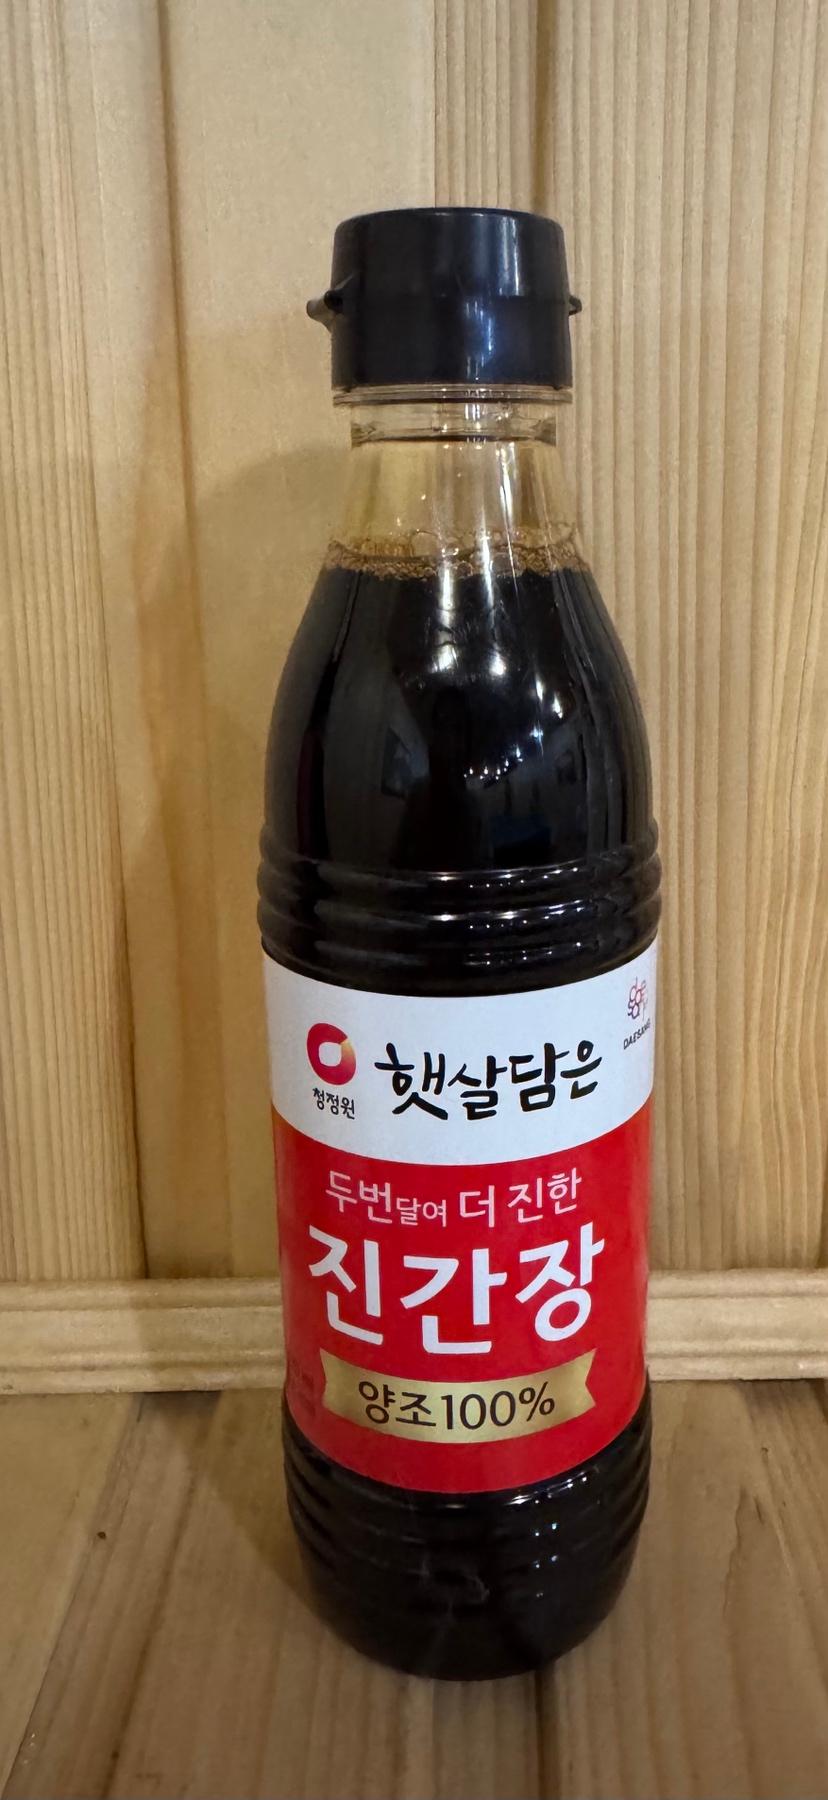 청정원
햇살담은
DAESANG
두번달여 더 진한
진간장
양조100%